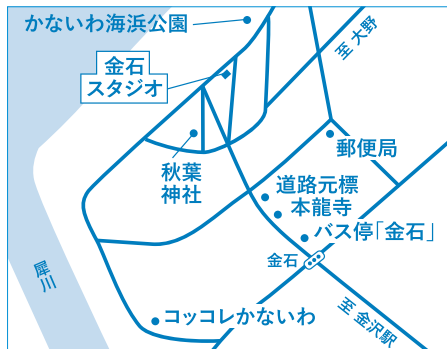 かないわ海浜公園
至 大野
金石
スタジオ
郵便局
秋葉
神社
道路元標
本龍寺
バス停「金石」
金石
犀川
コッコレかないわ
至 金沢駅